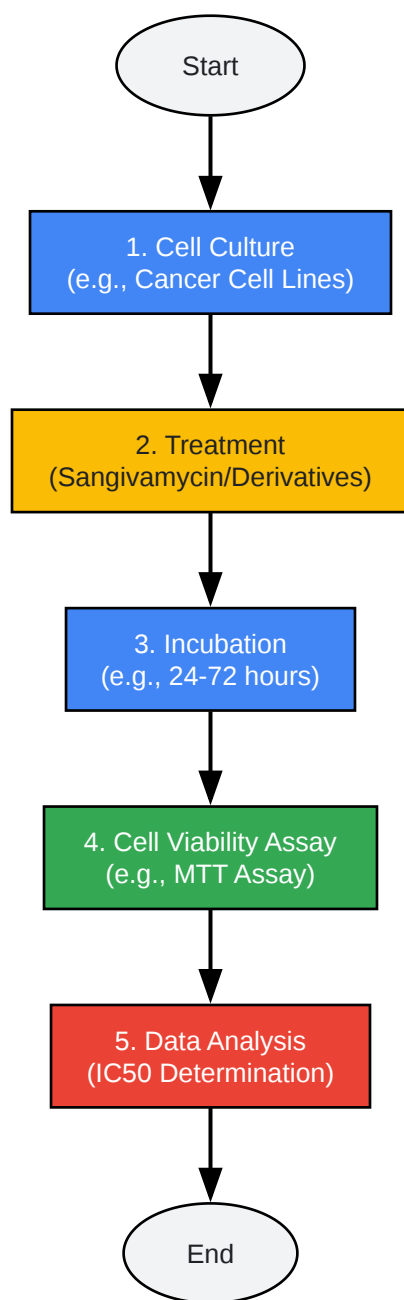 Start
1. Cell Culture
(e.g., Cancer Cell Lines)
2. Treatment
(Sangivamycin/Derivatives)
3. Incubation
(e.g., 24-72 hours)
4. Cell Viability Assay
(e.g., MTT Assay)
5. Data Analysis
(IC50 Determination)
End